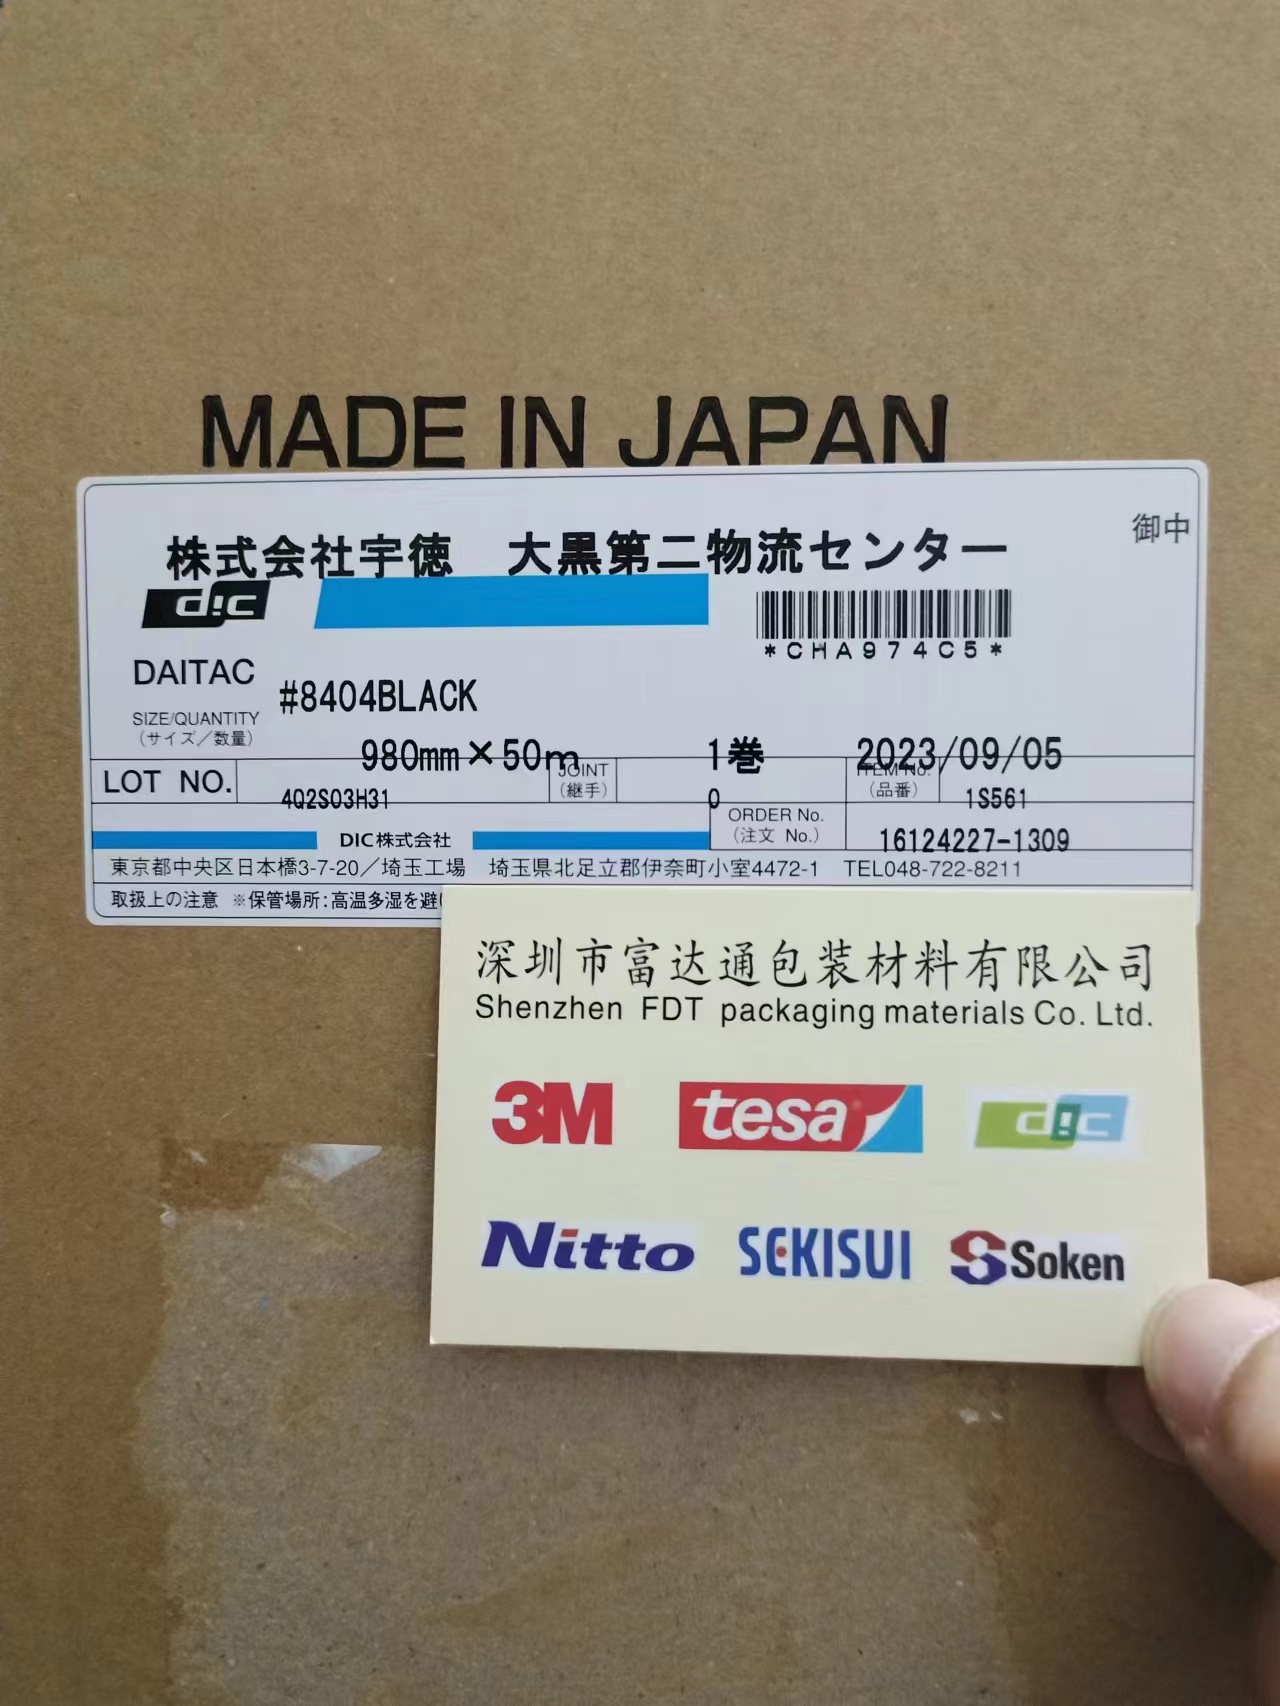 MADE IN JAPAN
株式会社宇徳 大黒第二物流センター 御中
dic
*CHA974C5*
DAITAC #8404BLACK
SIZE/QUANTITY
(サイズ／数量)
980mm×50m 1巻 2023/09/05
LOT NO. 4Q2S03H31 JOINT (継手) 0 ITEM No. (品番) 1S561
ORDER No. (注文 No.) 16124227-1309
DIC株式会社
東京都中央区日本橋3-7-20／埼玉工場 埼玉県北足立郡伊奈町小室4472-1 TEL048-722-8211
取扱上の注意 ※保管場所:高温多湿を避
深圳市富达通包装材料有限公司
Shenzhen FDT packaging materials Co. Ltd.
3M tesa dic
Nitto SEKISUI Soken